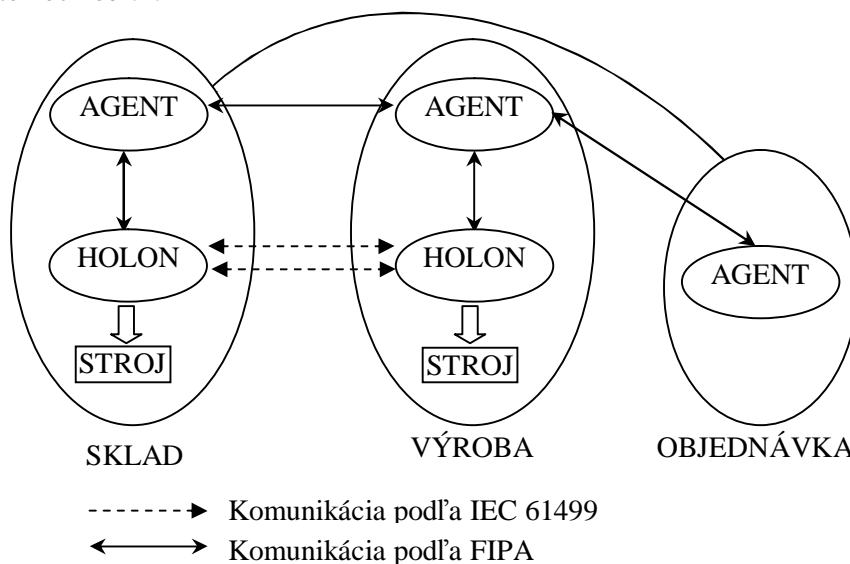 AGENT
AGENT
HOLON
HOLON
AGENT
STROJ
STROJ
SKLAD
VÝROBA
OBJEDNÁVKA
Komunikácia podľa IEC 61499
Komunikácia podľa FIPA